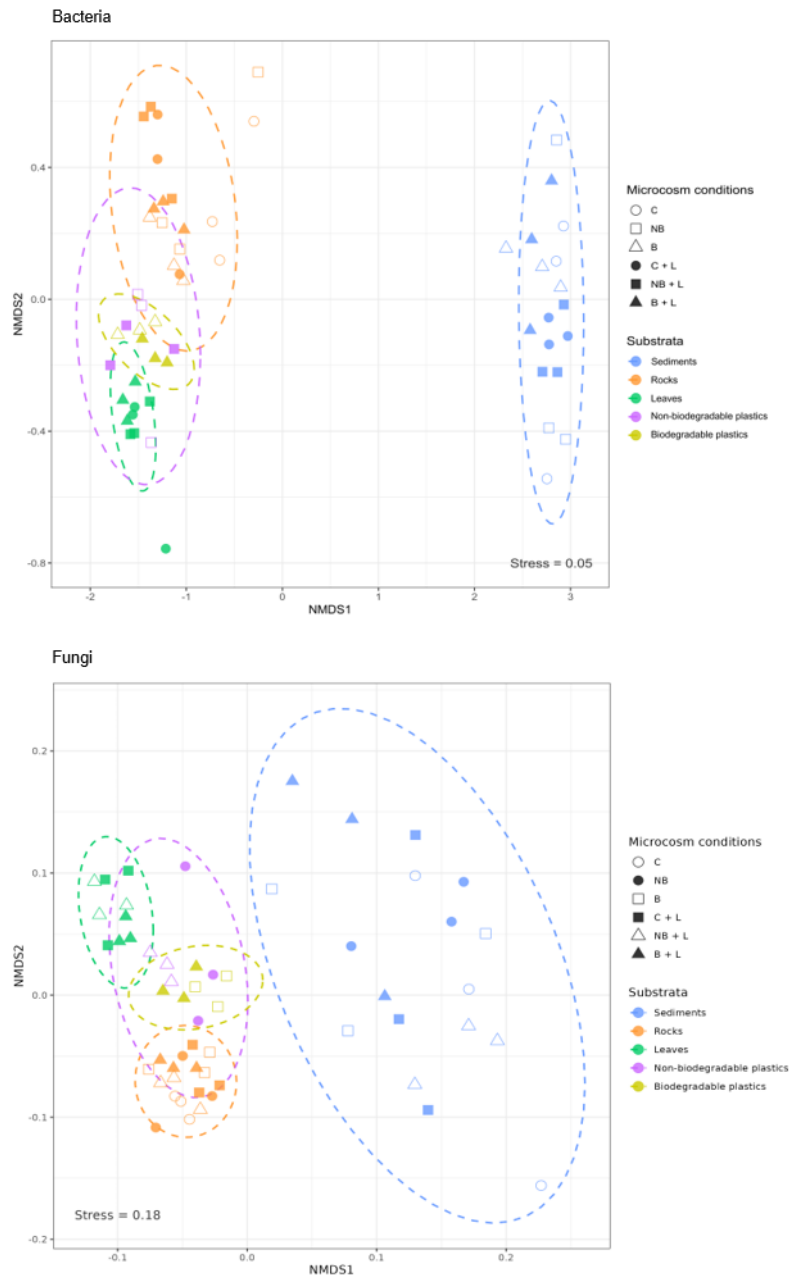 Bacteria
NMDS2
0.4
0.0
-0.4
-0.8
Stress = 0.05
-2
-1
0
1
2
3
NMDS1
Microcosm conditions
C
NB
B
C + L
NB + L
B + L
Substrata
Sediments
Rocks
Leaves
Non-biodegradable plastics
Biodegradable plastics
Fungi
NMDS2
0.2
0.1
0.0
-0.1
-0.2
Stress = 0.18
-0.1
0.0
0.1
0.2
NMDS1
Microcosm conditions
C
NB
B
C + L
NB + L
B + L
Substrata
Sediments
Rocks
Leaves
Non-biodegradable plastics
Biodegradable plastics